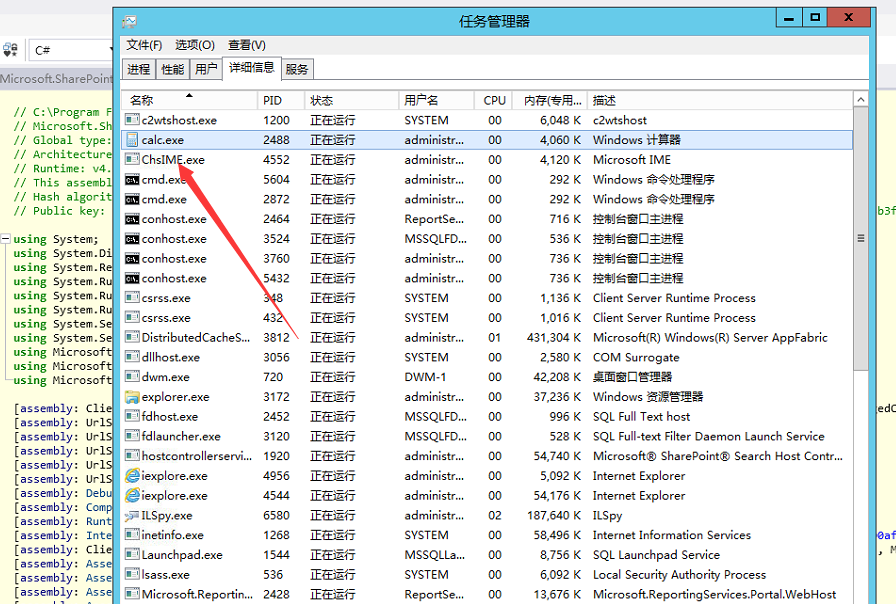 任务管理器
文件(F) 选项(O) 查看(V)
C#
进程 性能 用户 详细信息 服务
Microsoft.SharePoint
名称 PID 状态 用户名 CPU 内存(专用... 描述
c2wtshost.exe 1200 正在运行 SYSTEM 00 6,048 K c2wtshost
calc.exe 2488 正在运行 administr... 00 4,060 K Windows 计算器
ChsIME.exe 4552 正在运行 administr... 00 4,120 K Microsoft IME
cmd.exe 5604 正在运行 administr... 00 292 K Windows 命令处理程序
cmd.exe 2872 正在运行 administr... 00 292 K Windows 命令处理程序
conhost.exe 2464 正在运行 ReportSe... 00 716 K 控制台窗口主进程
conhost.exe 3524 正在运行 MSSQLFD... 00 536 K 控制台窗口主进程
conhost.exe 3760 正在运行 administr... 00 736 K 控制台窗口主进程
conhost.exe 5432 正在运行 administr... 00 736 K 控制台窗口主进程
csrss.exe 348 正在运行 SYSTEM 00 1,136 K Client Server Runtime Process
csrss.exe 432 正在运行 SYSTEM 00 1,016 K Client Server Runtime Process
DistributedCacheS... 3812 正在运行 administr... 01 431,304 K Microsoft(R) Windows(R) Server AppFabric
dllhost.exe 3056 正在运行 SYSTEM 00 2,580 K COM Surrogate
dwm.exe 720 正在运行 DWM-1 00 42,208 K 桌面窗口管理器
explorer.exe 3172 正在运行 administr... 00 37,236 K Windows 资源管理器
fdhost.exe 2452 正在运行 MSSQLFD... 00 996 K SQL Full Text host
fdlauncher.exe 3120 正在运行 MSSQLFD... 00 528 K SQL Full-text Filter Daemon Launch Service
hostcontrollerservi... 1920 正在运行 administr... 00 54,740 K Microsoft® SharePoint® Search Host Contr...
iexplore.exe 4956 正在运行 administr... 00 5,092 K Internet Explorer
iexplore.exe 4544 正在运行 administr... 00 54,176 K Internet Explorer
ILSpy.exe 6580 正在运行 administr... 02 187,640 K ILSpy
inetinfo.exe 1268 正在运行 SYSTEM 00 58,496 K Internet Information Services
Launchpad.exe 1544 正在运行 MSSQLLa... 00 8,756 K SQL Launchpad Service
lsass.exe 536 正在运行 SYSTEM 00 6,092 K Local Security Authority Process
Microsoft.Reportin... 2428 正在运行 ReportSe... 00 13,676 K Microsoft.ReportingServices.Portal.WebHost
// C:\Program F
// Microsoft.Sh
// Global type:
// Architecture
// Runtime: v4.
// This assembl
// Hash algorit
// Public key: b3f
using System;
using System.Di
using System.Re
using System.Ru
using System.Ru
using System.Ru
using System.Se
using System.Se
using Microsoft
using Microsoft
using Microsoft
[assembly: Clie gedC
[assembly: UrlS
[assembly: UrlS
[assembly: UrlS
[assembly: UrlS
[assembly: UrlS
[assembly: Debu
[assembly: Comp
[assembly: Runt
[assembly: Inte 0af
[assembly: Clie , M
[assembly: Asse
[assembly: Asse
[assembly: Asse